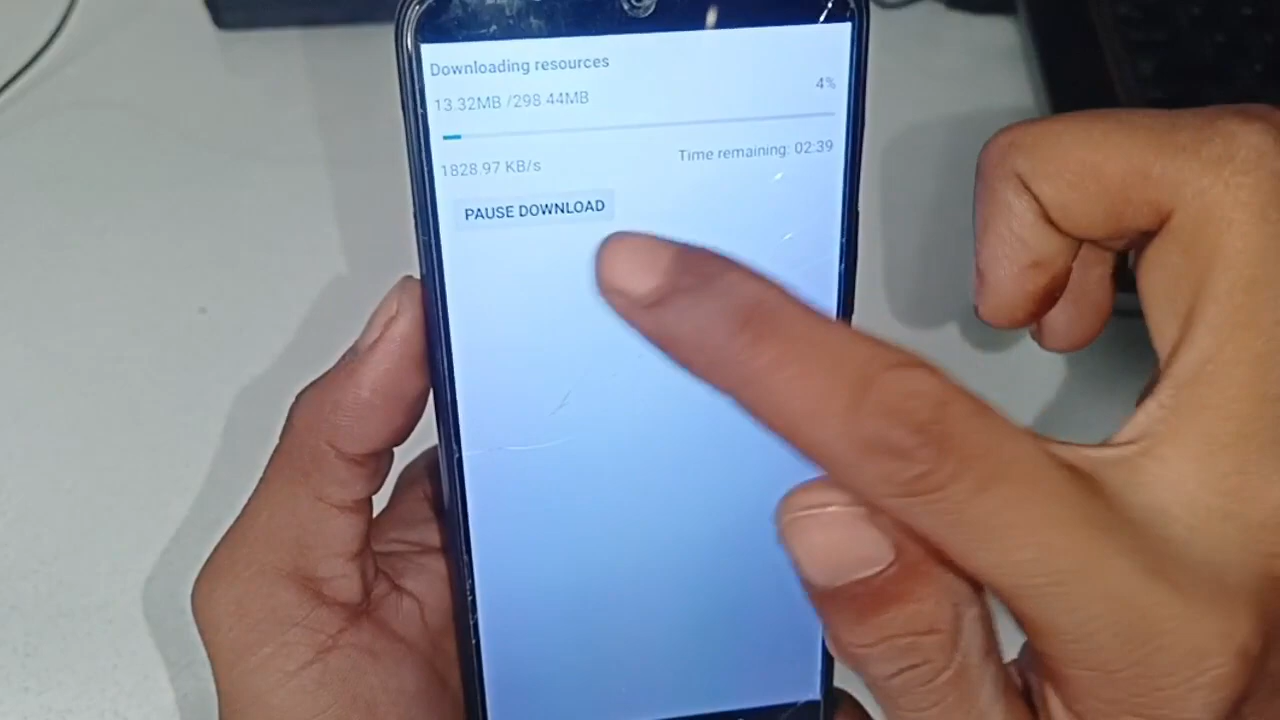 Downloading resources
13.32MB /298.44MB
4%
1828.97 KB/s
Time remaining: 02:39
PAUSE DOWNLOAD